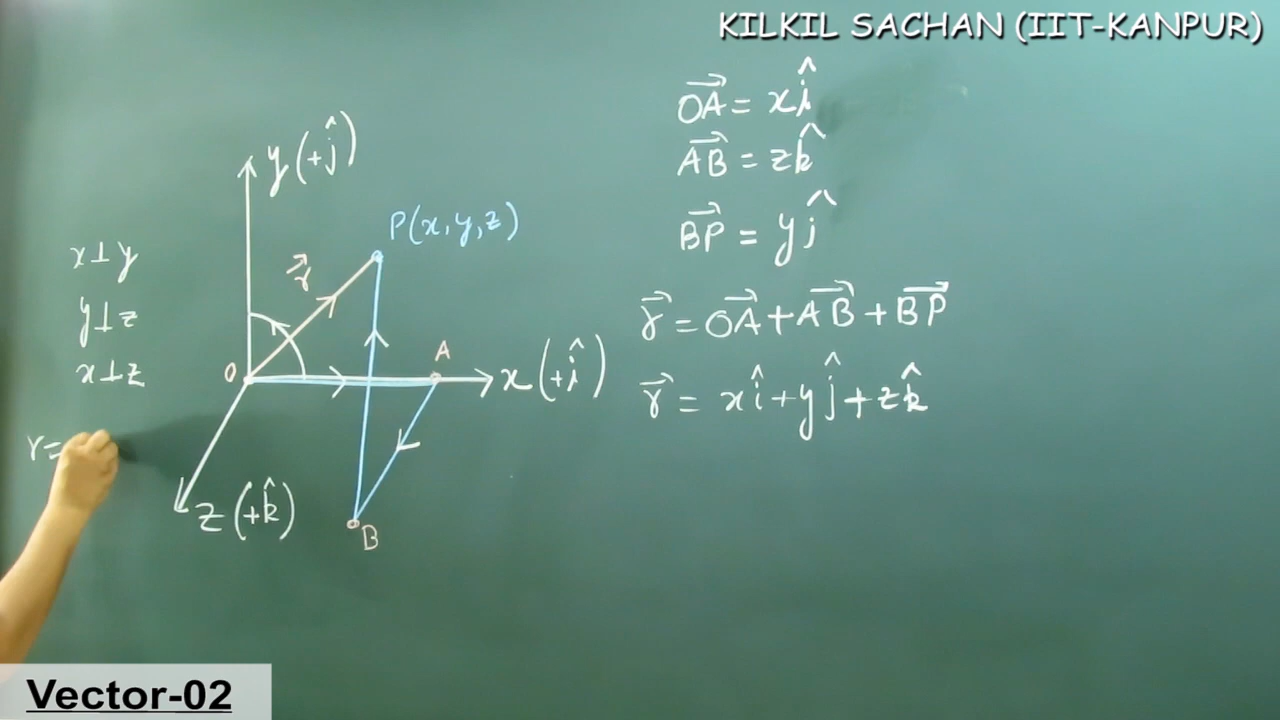 KILKIL SACHAN (IIT-KANPUR)
y (+ĵ)
P(x, y, z)
x⊥y
y⊥z
x⊥z
r⃗
O
A
x (+î)
r=
z (+k̂)
B
OA⃗ = xî
AB⃗ = zk̂
BP⃗ = yĵ
r⃗ = OA⃗ + AB⃗ + BP⃗
r⃗ = xî + yĵ + zk̂
Vector-02